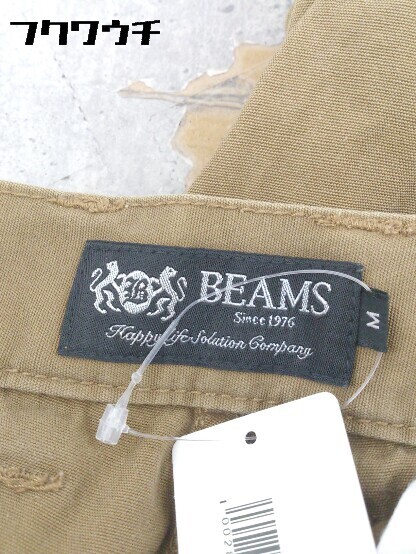 フクワウチ
BEAMS
Since 1976
Happy Life Solution Company
M